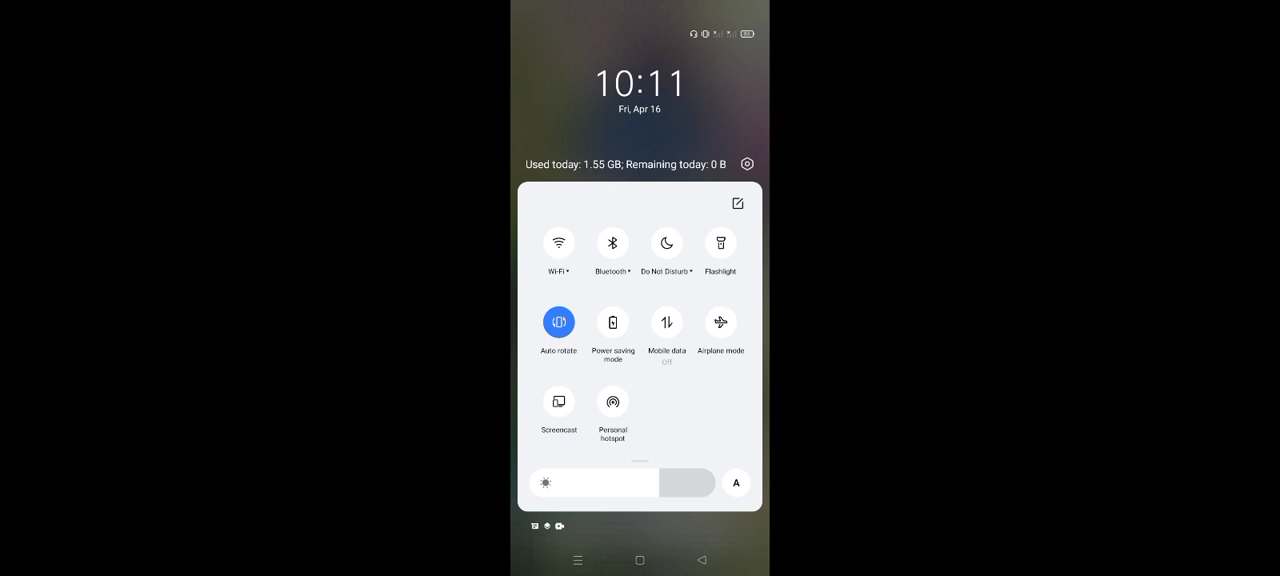 10:11
Fri, Apr 16
Used today: 1.55 GB; Remaining today: 0 B
Wi-Fi
Bluetooth
Do Not Disturb
Flashlight
Auto rotate
Power saving
mode
Mobile data
Off
Airplane mode
Screencast
Personal
hotspot
A